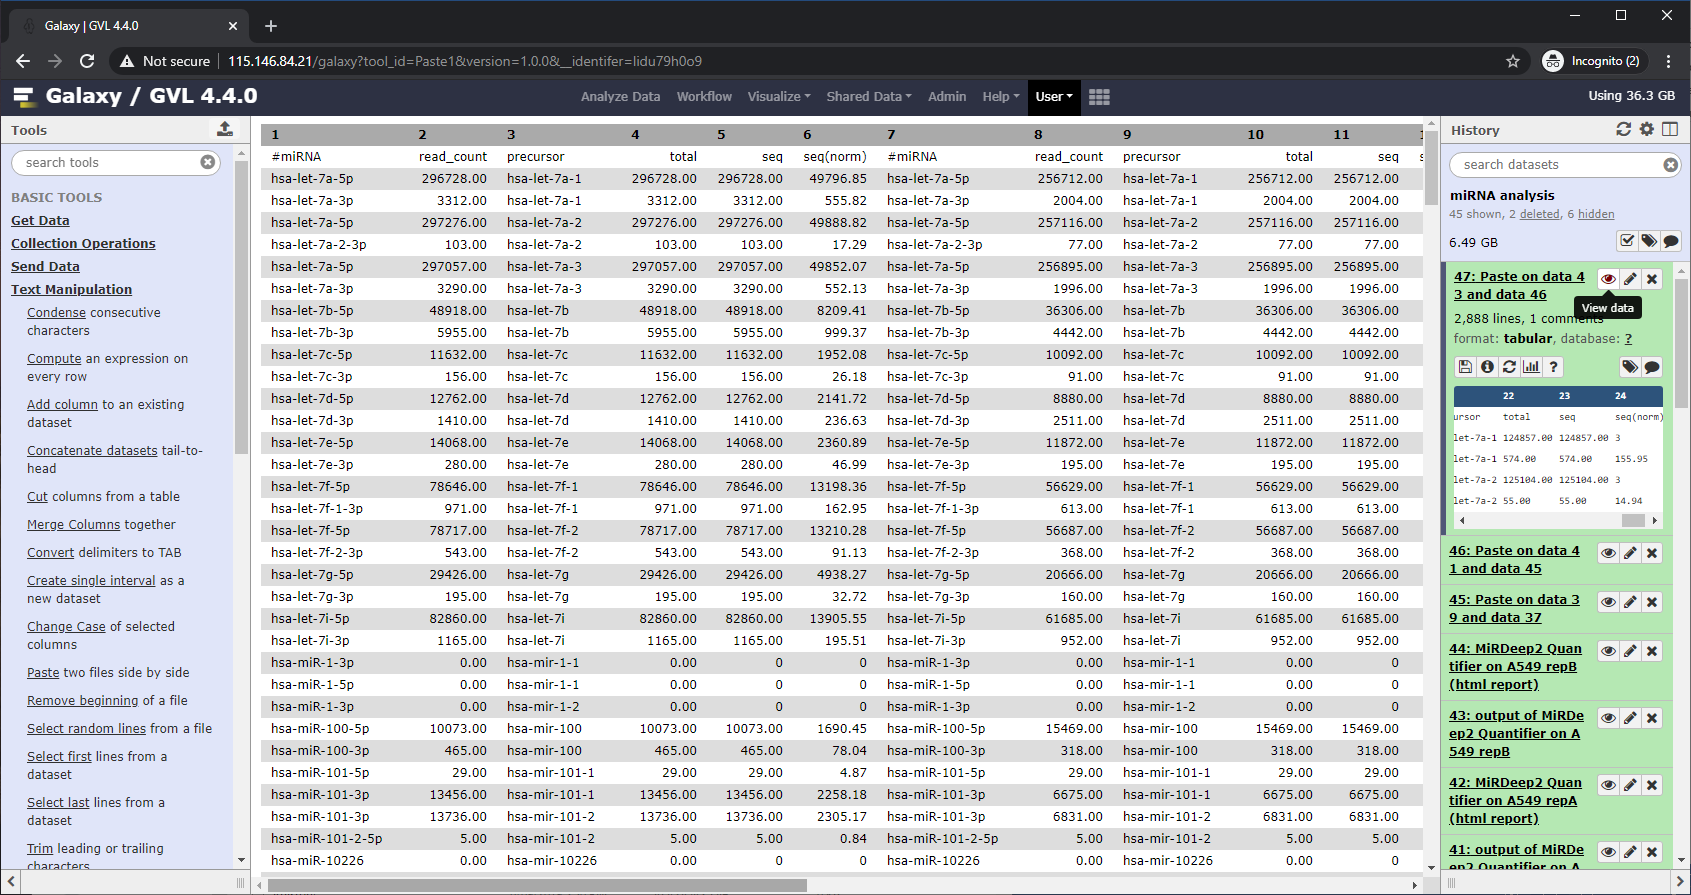 Galaxy | GVL 4.4.0
Not secure 115.146.84.21/galaxy?tool_id=Paste1&version=1.0.0&__identifer=lidu79h0o9 Incognito (2)
Galaxy / GVL 4.4.0 Analyze Data Workflow Visualize Shared Data Admin Help User Using 36.3 GB
Tools
search tools
BASIC TOOLS
Get Data
Collection Operations
Send Data
Text Manipulation
Condense consecutive
characters
Compute an expression on
every row
Add column to an existing
dataset
Concatenate datasets tail-to-
head
Cut columns from a table
Merge Columns together
Convert delimiters to TAB
Create single interval as a
new dataset
Change Case of selected
columns
Paste two files side by side
Remove beginning of a file
Select random lines from a file
Select first lines from a
dataset
Select last lines from a
dataset
Trim leading or trailing
characters
1 2 3 4 5 6 7 8 9 10 11
#miRNA read_count precursor total seq seq(norm) #miRNA read_count precursor total seq
hsa-let-7a-5p 296728.00 hsa-let-7a-1 296728.00 296728.00 49796.85 hsa-let-7a-5p 256712.00 hsa-let-7a-1 256712.00 256712.00
hsa-let-7a-3p 3312.00 hsa-let-7a-1 3312.00 3312.00 555.82 hsa-let-7a-3p 2004.00 hsa-let-7a-1 2004.00 2004.00
hsa-let-7a-5p 297276.00 hsa-let-7a-2 297276.00 297276.00 49888.82 hsa-let-7a-5p 257116.00 hsa-let-7a-2 257116.00 257116.00
hsa-let-7a-2-3p 103.00 hsa-let-7a-2 103.00 103.00 17.29 hsa-let-7a-2-3p 77.00 hsa-let-7a-2 77.00 77.00
hsa-let-7a-5p 297057.00 hsa-let-7a-3 297057.00 297057.00 49852.07 hsa-let-7a-5p 256895.00 hsa-let-7a-3 256895.00 256895.00
hsa-let-7a-3p 3290.00 hsa-let-7a-3 3290.00 3290.00 552.13 hsa-let-7a-3p 1996.00 hsa-let-7a-3 1996.00 1996.00
hsa-let-7b-5p 48918.00 hsa-let-7b 48918.00 48918.00 8209.41 hsa-let-7b-5p 36306.00 hsa-let-7b 36306.00 36306.00
hsa-let-7b-3p 5955.00 hsa-let-7b 5955.00 5955.00 999.37 hsa-let-7b-3p 4442.00 hsa-let-7b 4442.00 4442.00
hsa-let-7c-5p 11632.00 hsa-let-7c 11632.00 11632.00 1952.08 hsa-let-7c-5p 10092.00 hsa-let-7c 10092.00 10092.00
hsa-let-7c-3p 156.00 hsa-let-7c 156.00 156.00 26.18 hsa-let-7c-3p 91.00 hsa-let-7c 91.00 91.00
hsa-let-7d-5p 12762.00 hsa-let-7d 12762.00 12762.00 2141.72 hsa-let-7d-5p 8880.00 hsa-let-7d 8880.00 8880.00
hsa-let-7d-3p 1410.00 hsa-let-7d 1410.00 1410.00 236.63 hsa-let-7d-3p 2511.00 hsa-let-7d 2511.00 2511.00
hsa-let-7e-5p 14068.00 hsa-let-7e 14068.00 14068.00 2360.89 hsa-let-7e-5p 11872.00 hsa-let-7e 11872.00 11872.00
hsa-let-7e-3p 280.00 hsa-let-7e 280.00 280.00 46.99 hsa-let-7e-3p 195.00 hsa-let-7e 195.00 195.00
hsa-let-7f-5p 78646.00 hsa-let-7f-1 78646.00 78646.00 13198.36 hsa-let-7f-5p 56629.00 hsa-let-7f-1 56629.00 56629.00
hsa-let-7f-1-3p 971.00 hsa-let-7f-1 971.00 971.00 162.95 hsa-let-7f-1-3p 613.00 hsa-let-7f-1 613.00 613.00
hsa-let-7f-5p 78717.00 hsa-let-7f-2 78717.00 78717.00 13210.28 hsa-let-7f-5p 56687.00 hsa-let-7f-2 56687.00 56687.00
hsa-let-7f-2-3p 543.00 hsa-let-7f-2 543.00 543.00 91.13 hsa-let-7f-2-3p 368.00 hsa-let-7f-2 368.00 368.00
hsa-let-7g-5p 29426.00 hsa-let-7g 29426.00 29426.00 4938.27 hsa-let-7g-5p 20666.00 hsa-let-7g 20666.00 20666.00
hsa-let-7g-3p 195.00 hsa-let-7g 195.00 195.00 32.72 hsa-let-7g-3p 160.00 hsa-let-7g 160.00 160.00
hsa-let-7i-5p 82860.00 hsa-let-7i 82860.00 82860.00 13905.55 hsa-let-7i-5p 61685.00 hsa-let-7i 61685.00 61685.00
hsa-let-7i-3p 1165.00 hsa-let-7i 1165.00 1165.00 195.51 hsa-let-7i-3p 952.00 hsa-let-7i 952.00 952.00
hsa-miR-1-3p 0.00 hsa-mir-1-1 0.00 0 0 hsa-miR-1-3p 0.00 hsa-mir-1-1 0.00 0
hsa-miR-1-5p 0.00 hsa-mir-1-1 0.00 0 0 hsa-miR-1-5p 0.00 hsa-mir-1-1 0.00 0
hsa-miR-1-3p 0.00 hsa-mir-1-2 0.00 0 0 hsa-miR-1-3p 0.00 hsa-mir-1-2 0.00 0
hsa-miR-100-5p 10073.00 hsa-mir-100 10073.00 10073.00 1690.45 hsa-miR-100-5p 15469.00 hsa-mir-100 15469.00 15469.00
hsa-miR-100-3p 465.00 hsa-mir-100 465.00 465.00 78.04 hsa-miR-100-3p 318.00 hsa-mir-100 318.00 318.00
hsa-miR-101-5p 29.00 hsa-mir-101-1 29.00 29.00 4.87 hsa-miR-101-5p 29.00 hsa-mir-101-1 29.00 29.00
hsa-miR-101-3p 13456.00 hsa-mir-101-1 13456.00 13456.00 2258.18 hsa-miR-101-3p 6675.00 hsa-mir-101-1 6675.00 6675.00
hsa-miR-101-3p 13736.00 hsa-mir-101-2 13736.00 13736.00 2305.17 hsa-miR-101-3p 6831.00 hsa-mir-101-2 6831.00 6831.00
hsa-miR-101-2-5p 5.00 hsa-mir-101-2 5.00 5.00 0.84 hsa-miR-101-2-5p 5.00 hsa-mir-101-2 5.00 5.00
hsa-miR-10226 0.00 hsa-mir-10226 0.00 0 0 hsa-miR-10226 0.00 hsa-mir-10226 0.00 0
History
search datasets
miRNA analysis
45 shown, 2 deleted, 6 hidden
6.49 GB
47: Paste on data 4
3 and data 46
View data
2,888 lines, 1 comments
format: tabular, database: ?
22 23 24
ursor total seq seq(norm)
let-7a-1 124857.00 124857.00 3
let-7a-1 574.00 574.00 155.95
let-7a-2 125104.00 125104.00 3
let-7a-2 55.00 55.00 14.94
46: Paste on data 4
1 and data 45
45: Paste on data 3
9 and data 37
44: MiRDeep2 Quan
tifier on A549 repB
(html report)
43: output of MiRDe
ep2 Quantifier on A
549 repB
42: MiRDeep2 Quan
tifier on A549 repA
(html report)
41: output of MiRDe
ep2 Quantifier on A